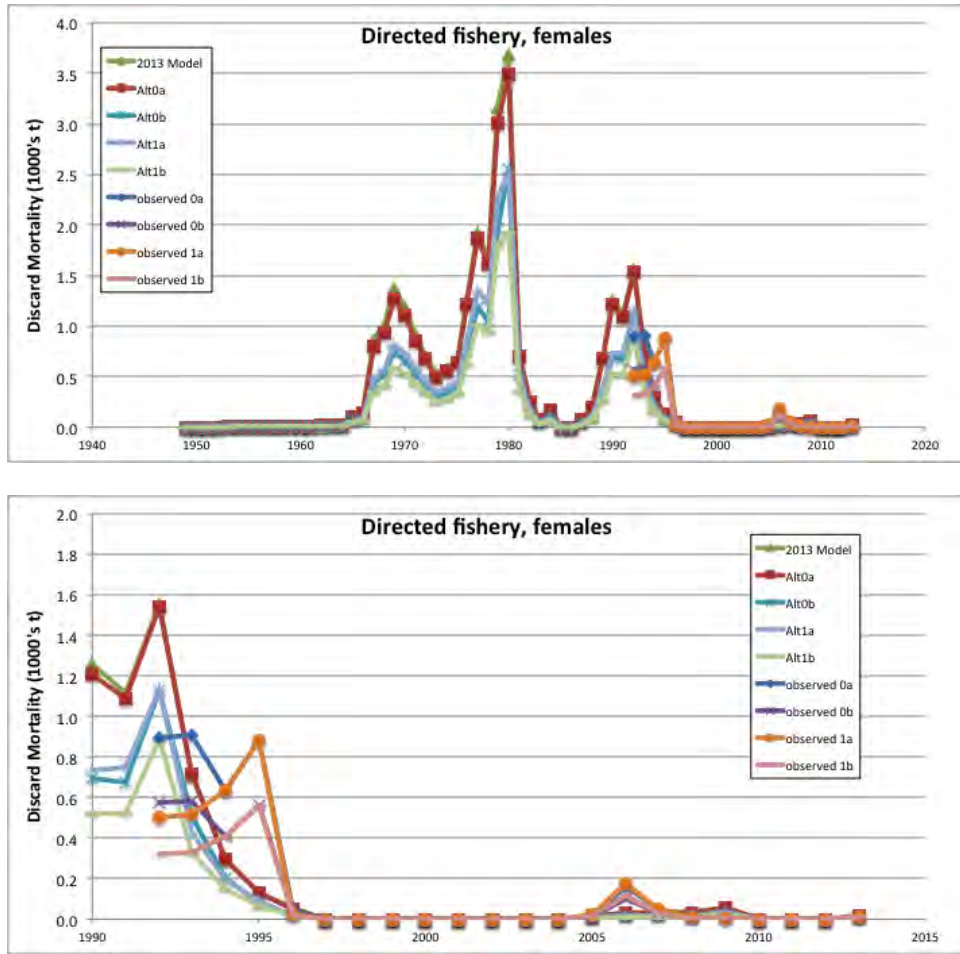 Directed fishery, females
Discard Mortality (1000's t)
4.0
3.5
3.0
2.5
2.0
1.5
1.0
0.5
0.0
1940 1950 1960 1970 1980 1990 2000 2010 2020
2013 Model
Alt0a
Alt0b
Alt1a
Alt1b
observed 0a
observed 0b
observed 1a
observed 1b
Directed fishery, females
Discard Mortality (1000's t)
2.0
1.8
1.6
1.4
1.2
1.0
0.8
0.6
0.4
0.2
0.0
1990 1995 2000 2005 2010 2015
2013 Model
Alt0a
Alt0b
Alt1a
Alt1b
observed 0a
observed 0b
observed 1a
observed 1b